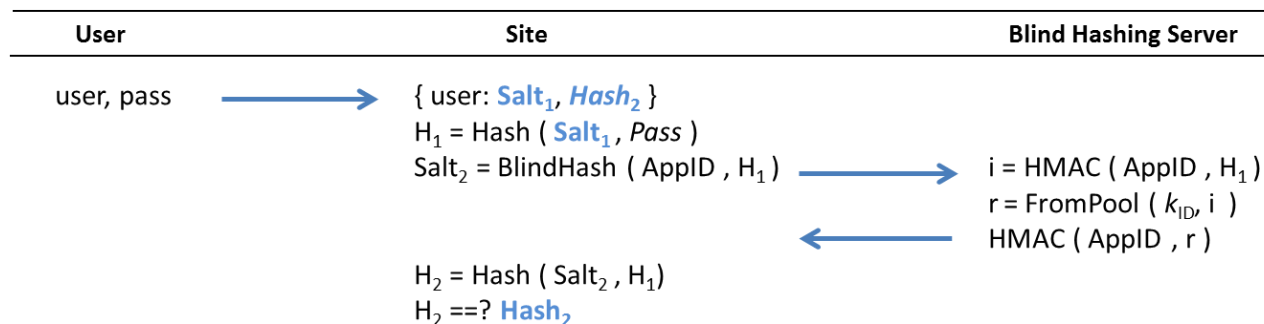 User Site Blind Hashing Server
user, pass { user: Salt₁, Hash₂ }
H₁ = Hash ( Salt₁ , Pass )
Salt₂ = BlindHash ( AppID , H₁ ) i = HMAC ( AppID , H₁ )
r = FromPool ( k_ID, i )
HMAC ( AppID , r )
H₂ = Hash ( Salt₂ , H₁)
H₂ ==? Hash₂